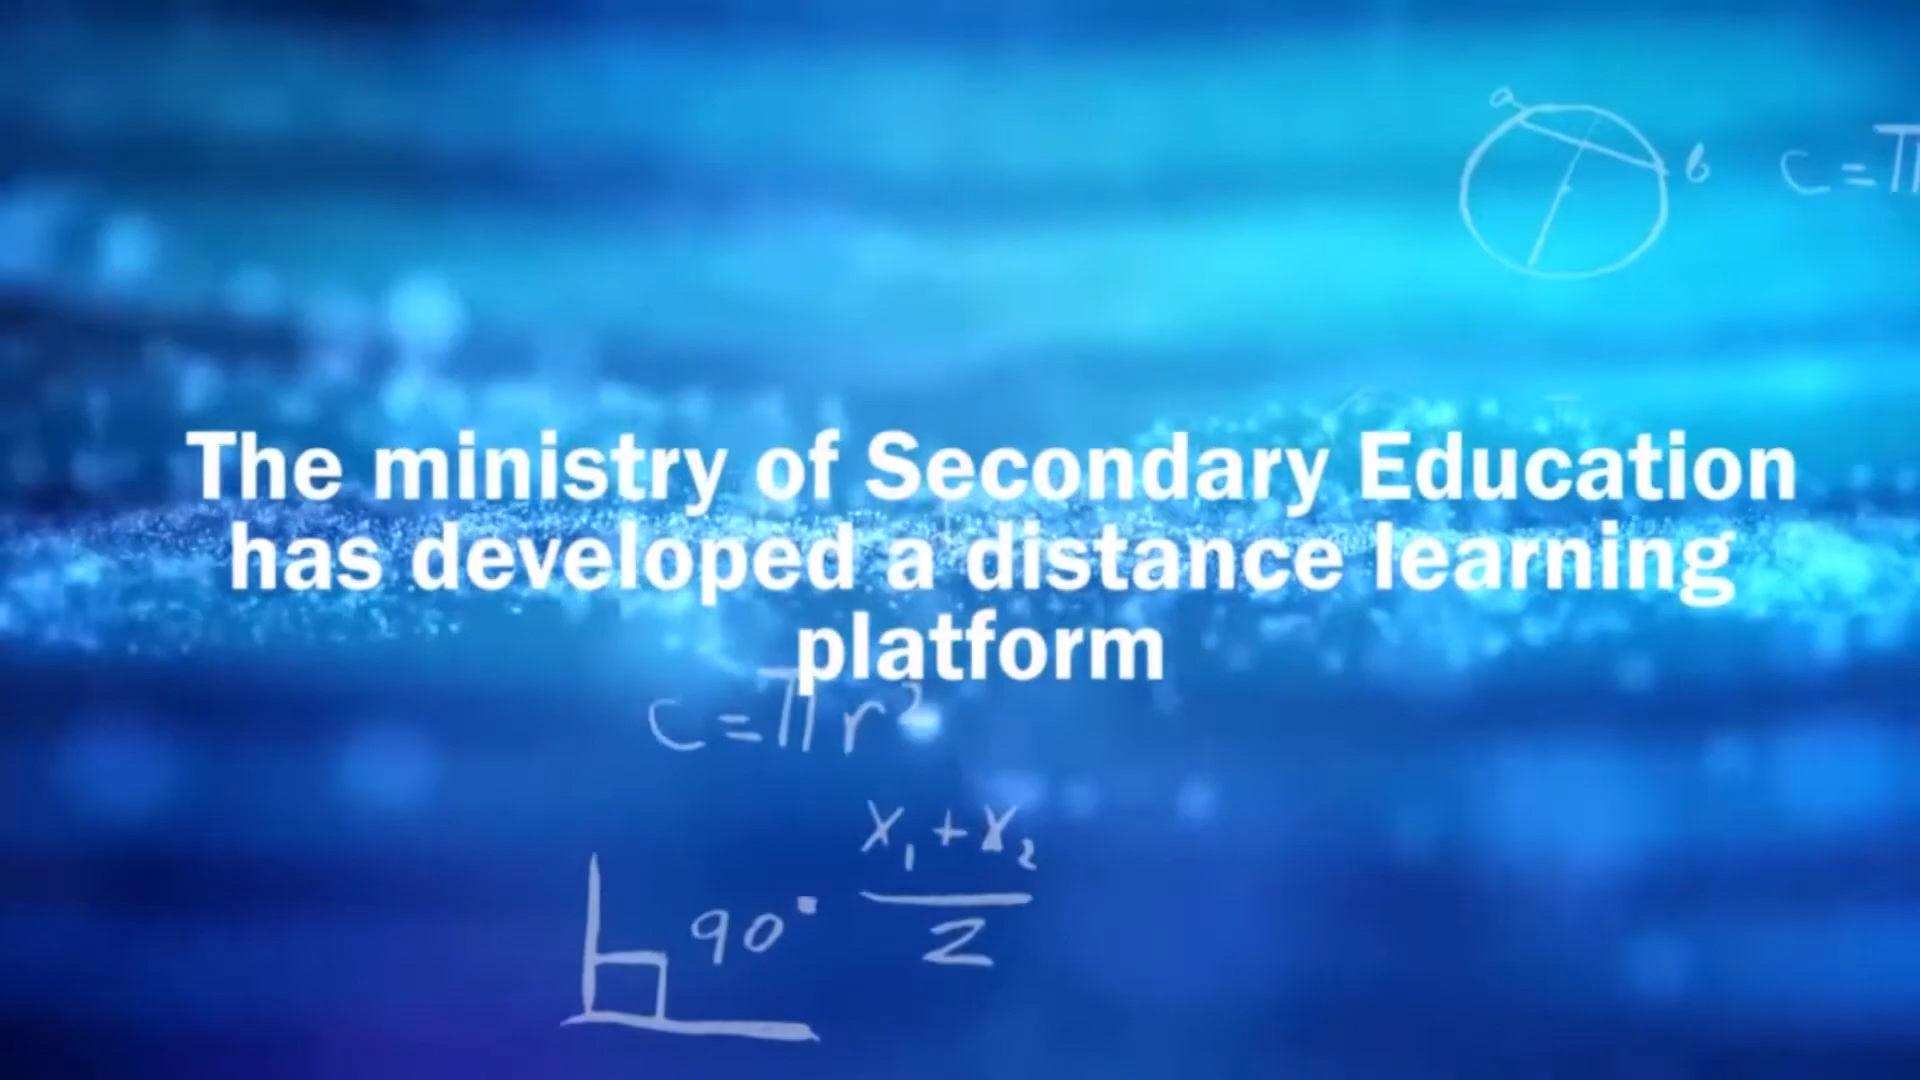 a
b
C=π
The ministry of Secondary Education
has developed a distance learning
platform
C=πr²
X₁+X₂
2
90°